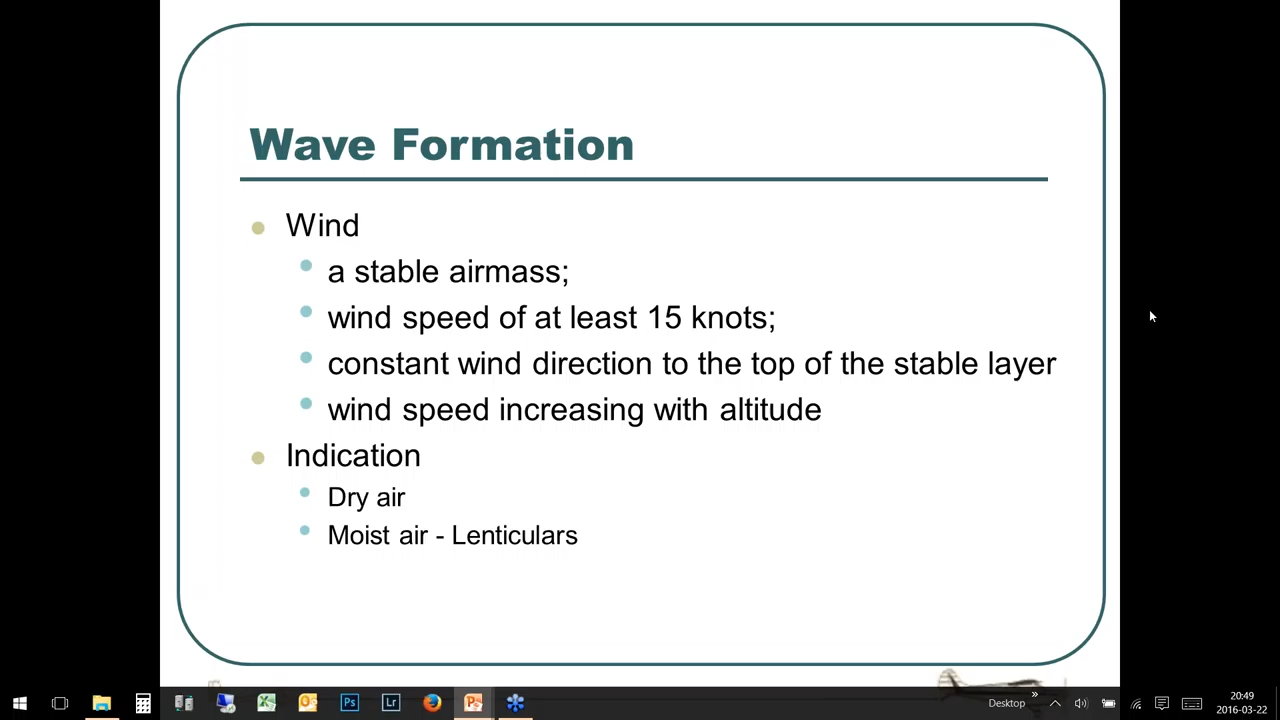 Wave Formation
Wind
a stable airmass;
wind speed of at least 15 knots;
constant wind direction to the top of the stable layer
wind speed increasing with altitude
Indication
Dry air
Moist air - Lenticulars
Ps
Lr
Desktop
20:49
2016-03-22